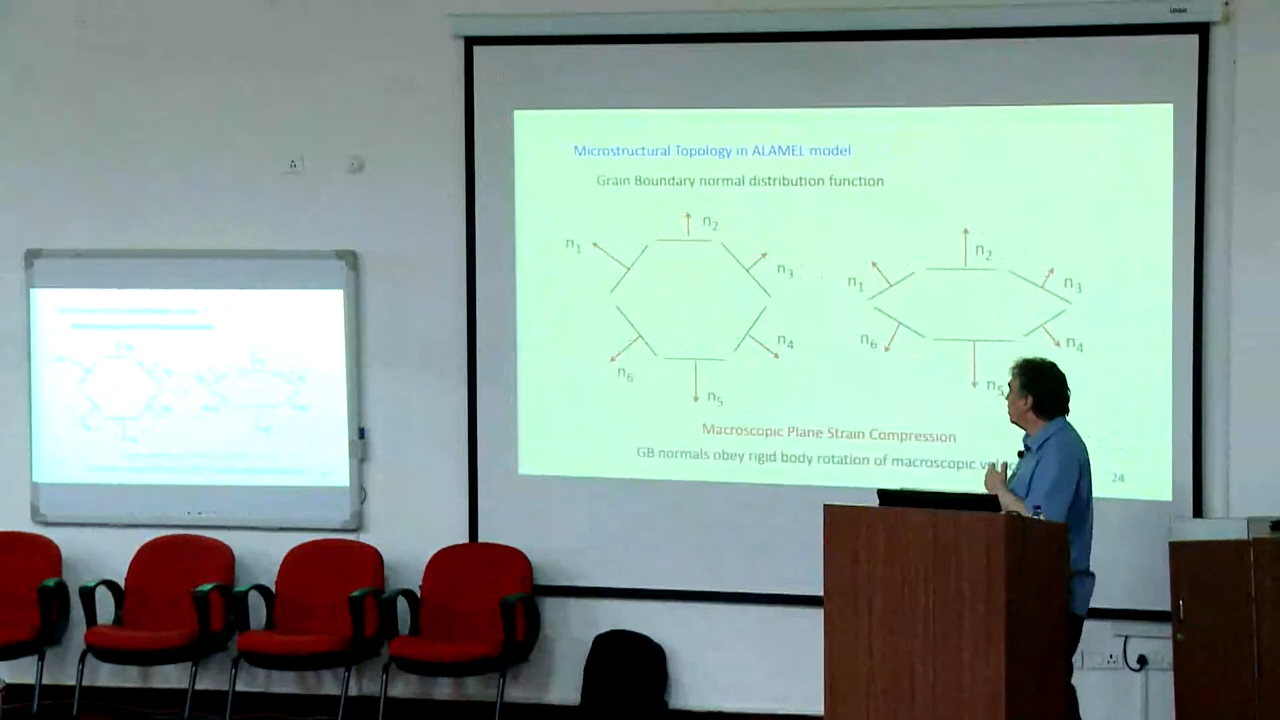 Microstructural Topology in ALAMEL model
Grain Boundary normal distribution function
n1
n2
n3
n4
n5
n6
n1
n2
n3
n4
n5
n6
Macroscopic Plane Strain Compression
GB normals obey rigid body rotation of macroscopic
24